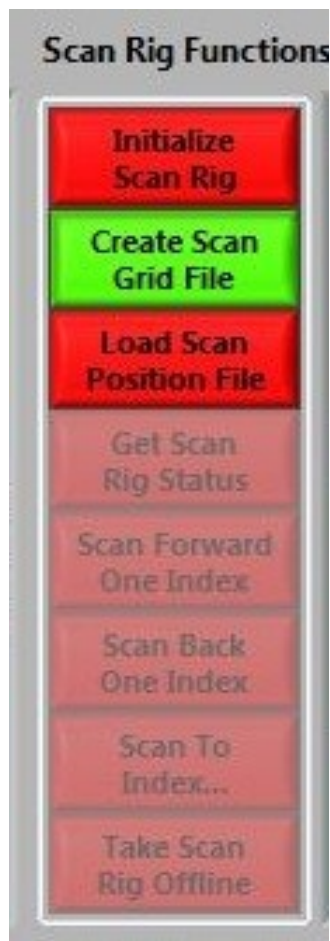 Scan Rig Functions
Initialize
Scan Rig
Create Scan
Grid File
Load Scan
Position File
Get Scan
Rig Status
Scan Forward
One Index
Scan Back
One Index
Scan To
Index...
Take Scan
Rig Offline